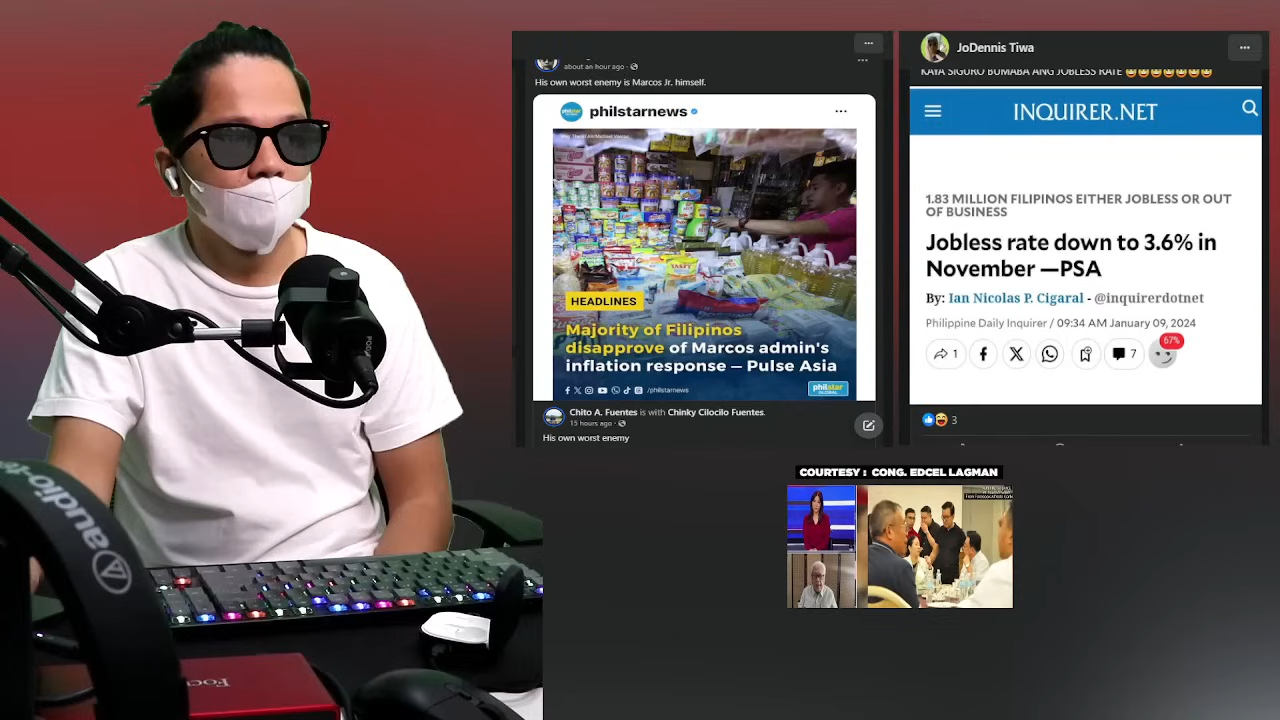 about an hour ago
His own worst enemy is Marcos Jr. himself.
philstarnews
HEADLINES
Majority of Filipinos
disapprove of Marcos admin's
inflation response — Pulse Asia
/philstarnews
philstar
GLOBAL
Chito A. Fuentes is with Chinky Cilocilo Fuentes.
15 hours ago
His own worst enemy
JoDennis Tiwa
KAYA SIGURO BUMABA ANG JOBLESS RATE 😄😄😄😄😄😄😄
INQUIRER.NET
1.83 MILLION FILIPINOS EITHER JOBLESS OR OUT
OF BUSINESS
Jobless rate down to 3.6% in
November —PSA
By: Ian Nicolas P. Cigaral - @inquirerdotnet
Philippine Daily Inquirer / 09:34 AM January 09, 2024
1
7
67%
3
COURTESY : CONG. EDCEL LAGMAN
audio-te
Focu